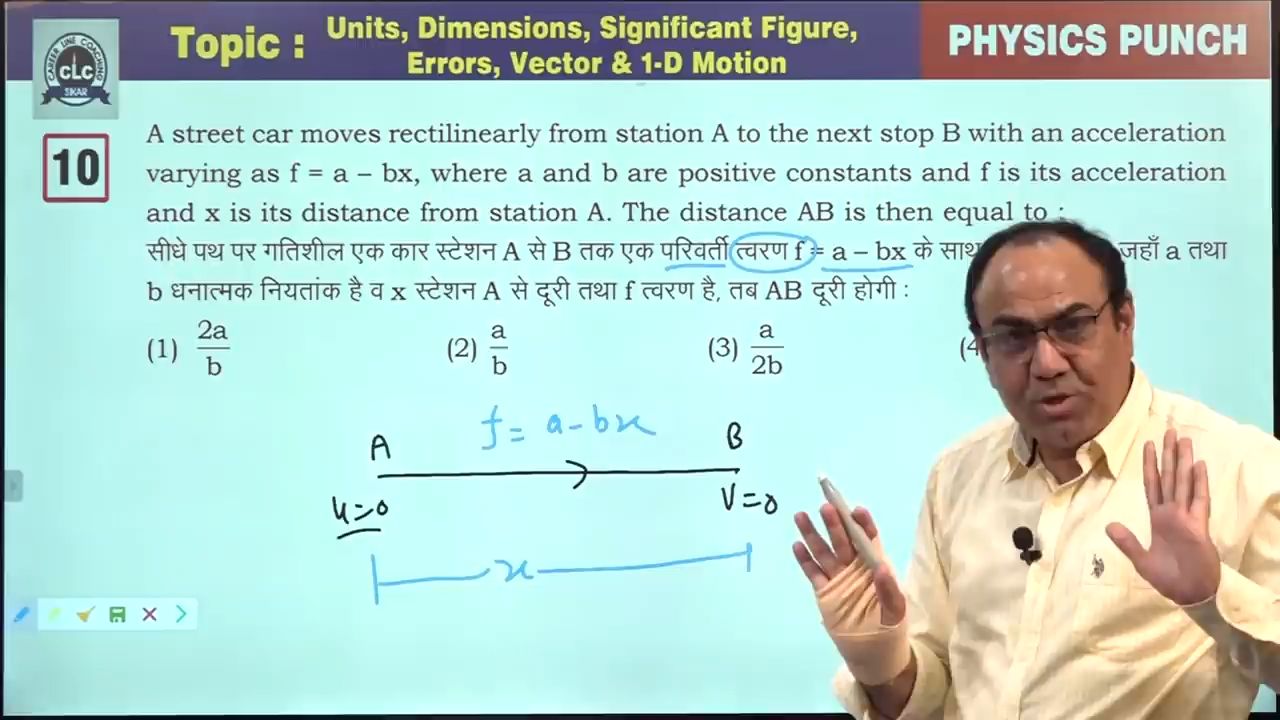 Topic :
Units, Dimensions, Significant Figure,
Errors, Vector & 1-D Motion
PHYSICS PUNCH
CAREER LINE COACHING
CLC
SIKAR
10
A street car moves rectilinearly from station A to the next stop B with an acceleration
varying as f = a – bx, where a and b are positive constants and f is its acceleration
and x is its distance from station A. The distance AB is then equal to :
सीधे पथ पर गतिशील एक कार स्टेशन A से B तक एक परिवर्ती त्वरण f = a – bx के साथ जहाँ a तथा
b धनात्मक नियतांक है व x स्टेशन A से दूरी तथा f त्वरण है, तब AB दूरी होगी :
(1) 2a/b (2) a/b (3) a/2b (4
f = a – bx
A B
u=0 V=0
x